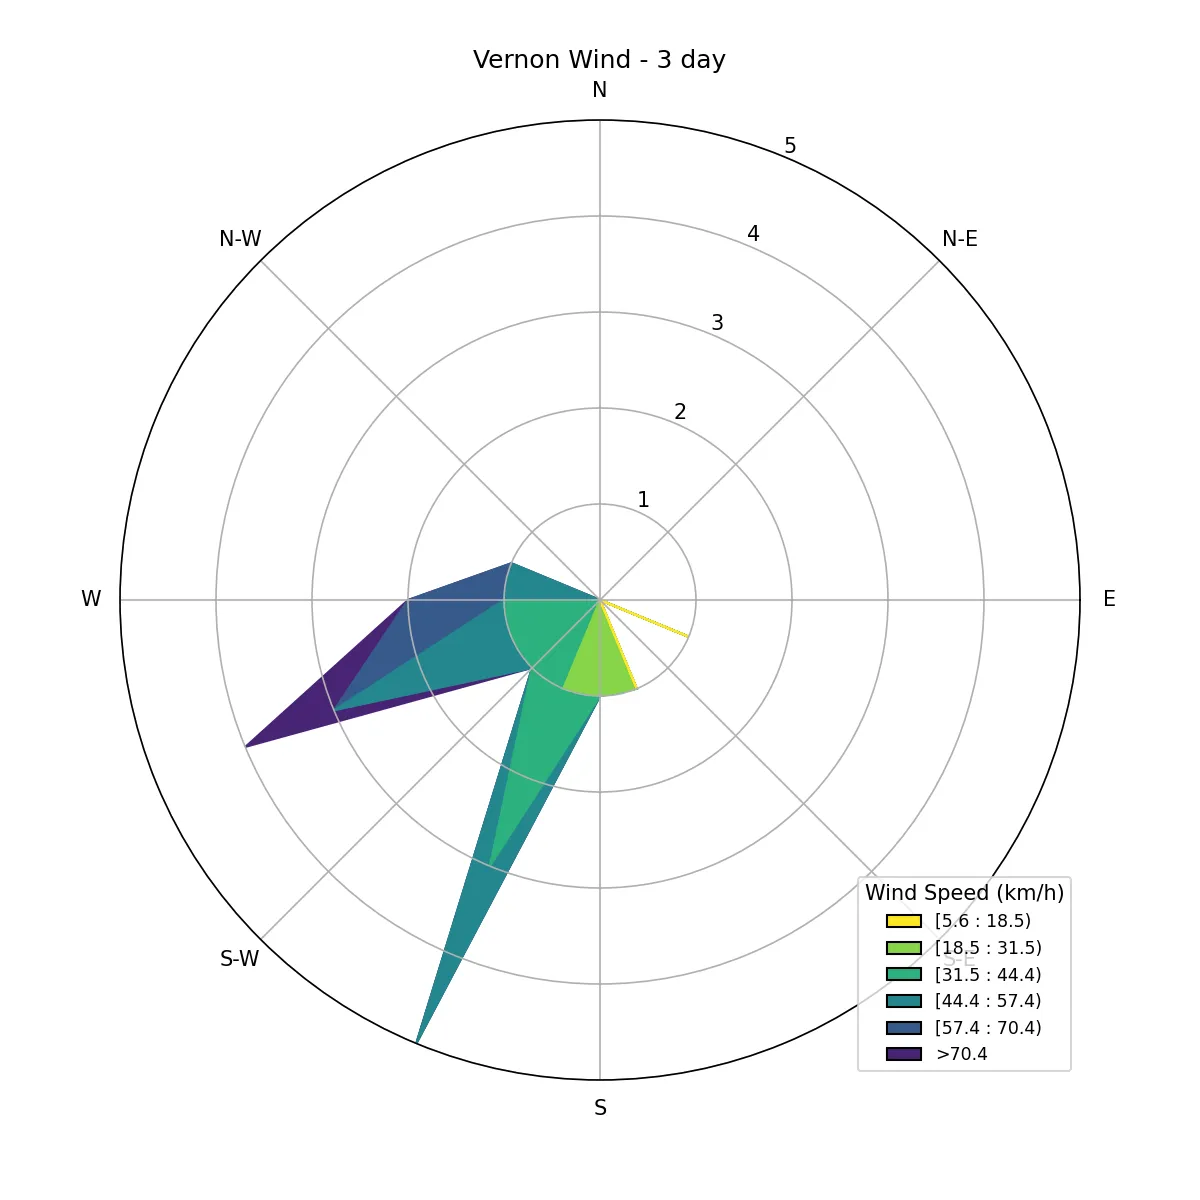 Vernon Wind - 3 day
N
5
N-W
N-E
4
3
2
1
W
E
Wind Speed (km/h)
[5.6 : 18.5)
[18.5 : 31.5)
S-W
S-E
[31.5 : 44.4)
[44.4 : 57.4)
[57.4 : 70.4)
>70.4
S